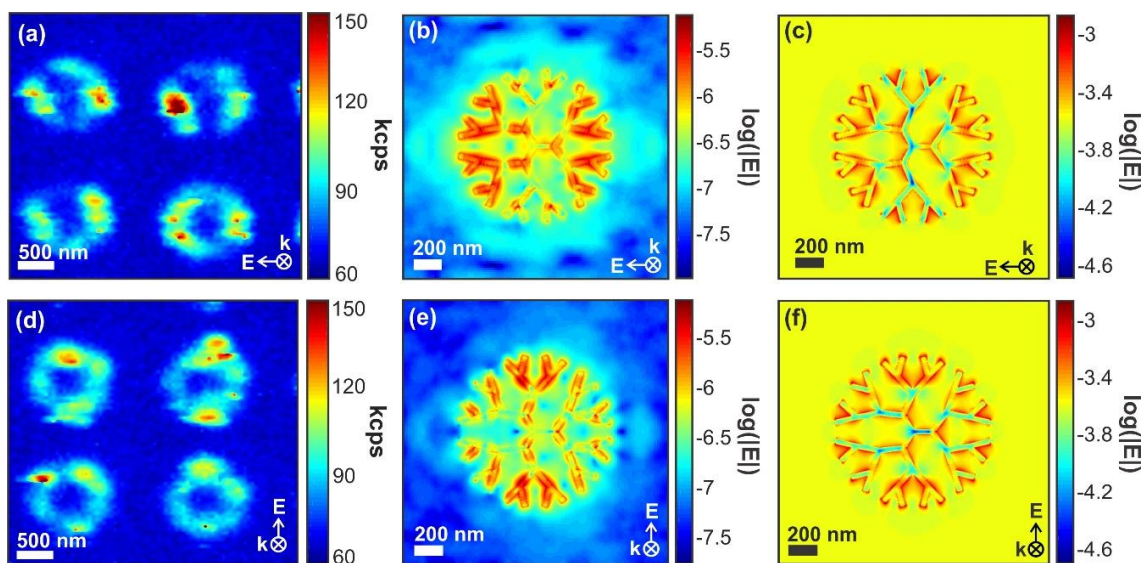 (a)
500 nm
k
E
150
120
90
60
kcps
(b)
200 nm
k
E
-5.5
-6
-6.5
-7
-7.5
log(|E|)
(c)
200 nm
k
E
-3
-3.4
-3.8
-4.2
-4.6
log(|E|)
(d)
500 nm
E
k
150
120
90
60
kcps
(e)
200 nm
E
k
-5.5
-6
-6.5
-7
-7.5
log(|E|)
(f)
200 nm
E
k
-3
-3.4
-3.8
-4.2
-4.6
log(|E|)